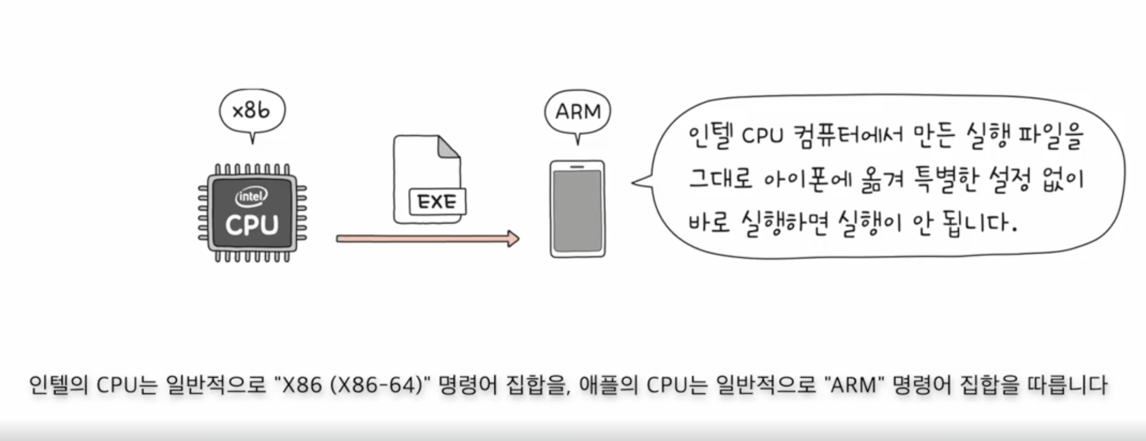 x86
ARM
인텔 CPU 컴퓨터에서 만든 실행 파일을
그대로 아이폰에 옮겨 특별한 설정 없이
바로 실행하면 실행이 안 됩니다.
intel
CPU
EXE
인텔의 CPU는 일반적으로 "X86 (X86-64)" 명령어 집합을, 애플의 CPU는 일반적으로 "ARM" 명령어 집합을 따릅니다